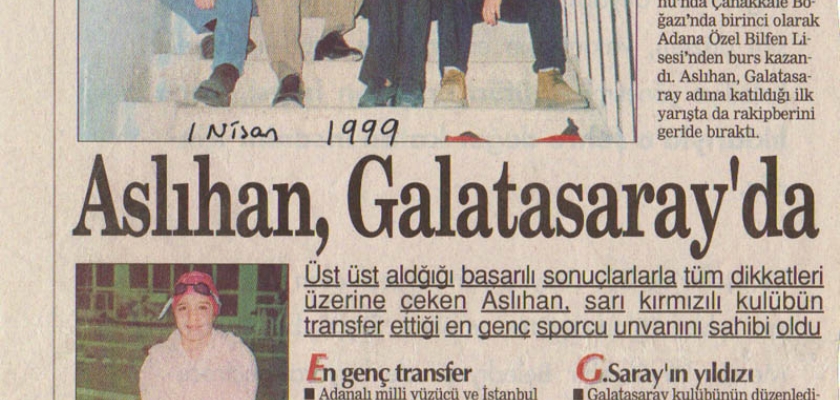 nu'nda Çanakkale Bo-
ğazı'nda birinci olarak
Adana Özel Bilfen Li-
sesi'nden burs kazan-
dı. Aslıhan, Galatasa-
ray adına katıldığı ilk
yarışta da rakipberini
geride bıraktı.
1 Nisan 1999
Aslıhan, Galatasaray'da
Üst üst aldğığı başarılı sonuçlarlarla tüm dikkatleri
üzerine çeken Aslıhan, sarı kırmızılı kulübün
transfer ettiği en genç sporcu unvanını sahibi oldu
En genç transfer
■ Adanalı milli yüzücü ve İstanbul
G.Saray'ın yıldızı
■ Galatasaray kulübünün düzenledi-